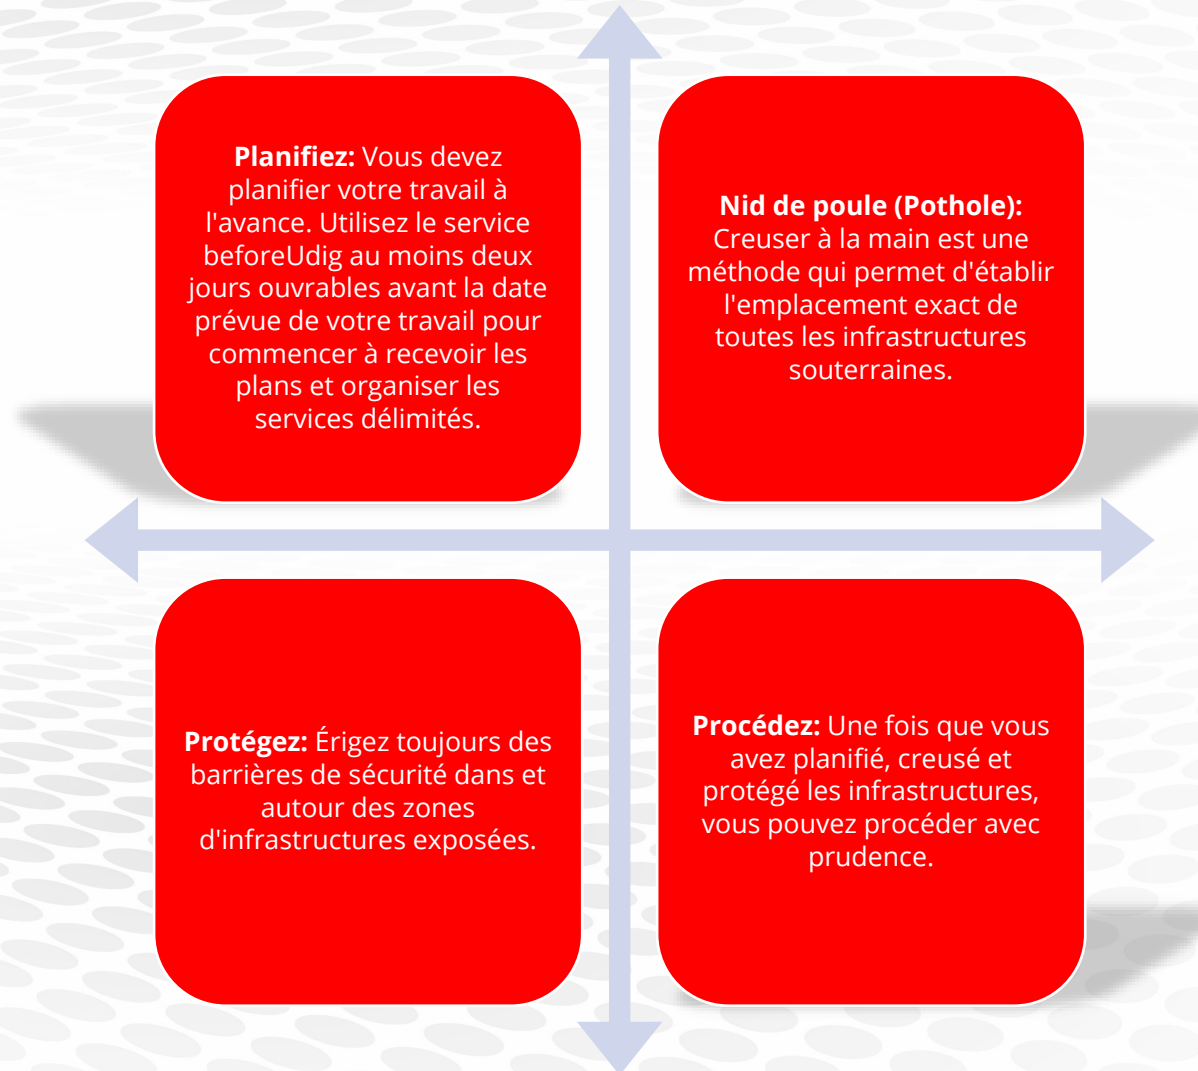 Planifiez: Vous devez
planifier votre travail à
l'avance. Utilisez le service
beforeUdig au moins deux
jours ouvrables avant la date
prévue de votre travail pour
commencer à recevoir les
plans et organiser les
services délimités.
Nid de poule (Pothole):
Creuser à la main est une
méthode qui permet d'établir
l'emplacement exact de
toutes les infrastructures
souterraines.
Protégez: Érigez toujours des
barrières de sécurité dans et
autour des zones
d'infrastructures exposées.
Procédez: Une fois que vous
avez planifié, creusé et
protégé les infrastructures,
vous pouvez procéder avec
prudence.